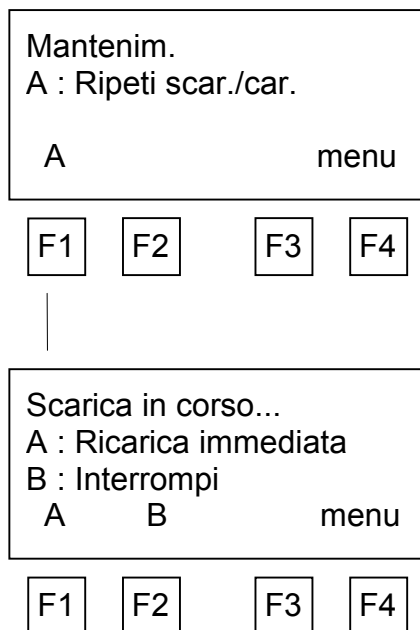 Mantenim.
A : Ripeti scar./car.
A menu
F1 F2 F3 F4
Scarica in corso...
A : Ricarica immediata
B : Interrompi
A B menu
F1 F2 F3 F4